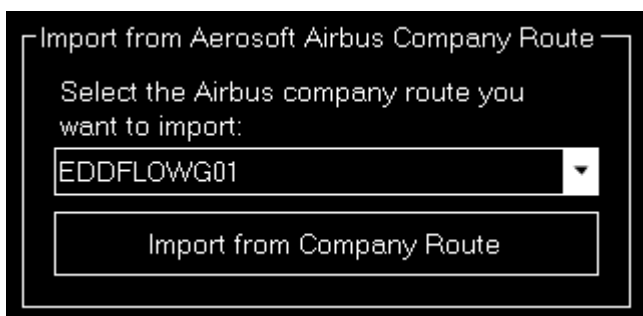 Import from Aerosoft Airbus Company Route
Select the Airbus company route you
want to import:
EDDFLOWG01
Import from Company Route